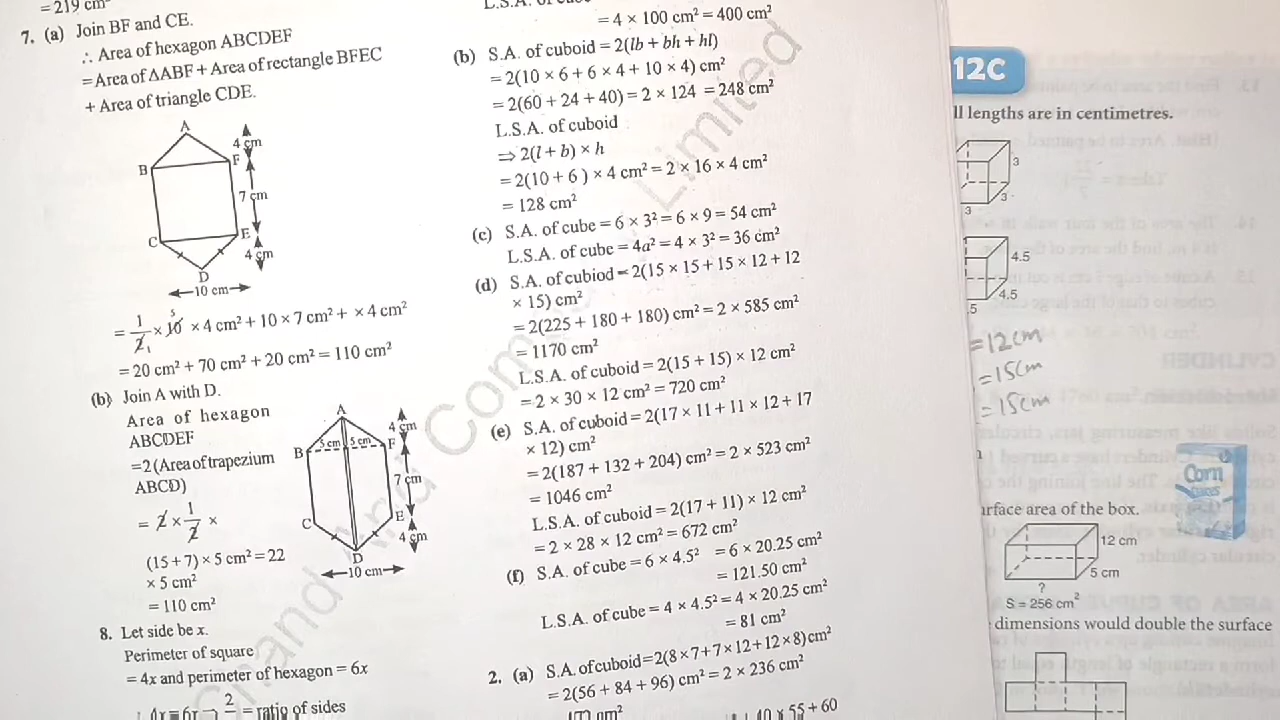 = 219 cm
7. (a) Join BF and CE.
∴ Area of hexagon ABCDEF
= Area of ΔABF + Area of rectangle BFEC
+ Area of triangle CDE.
A
B
F
C
E
D
4 cm
7 cm
4 cm
10 cm
= 1/2 × 10 5 × 4 cm² + 10 × 7 cm² + × 4 cm²
= 20 cm² + 70 cm² + 20 cm² = 110 cm²
(b) Join A with D.
Area of hexagon
ABCDEF
= 2 (Area of trapezium
ABCD)
= 2 × 1/2 ×
(15 + 7) × 5 cm² = 22
× 5 cm²
= 110 cm²
A
B
5 cm
5 cm
F
C
E
D
4 cm
7 cm
4 cm
10 cm
8. Let side be x.
Perimeter of square
= 4x and perimeter of hexagon = 6x
= ratio of sides
= 4 × 100 cm² = 400 cm²
(b) S.A. of cuboid = 2(lb + bh + hl)
= 2(10 × 6 + 6 × 4 + 10 × 4) cm²
= 2(60 + 24 + 40) = 2 × 124 = 248 cm²
L.S.A. of cuboid
⇒ 2(l + b) × h
= 2(10 + 6 ) × 4 cm² = 2 × 16 × 4 cm²
= 128 cm²
(c) S.A. of cube = 6 × 3² = 6 × 9 = 54 cm²
L.S.A. of cube = 4a² = 4 × 3² = 36 cm²
(d) S.A. of cubiod = 2(15 × 15 + 15 × 12 + 12
× 15) cm²
= 2(225 + 180 + 180) cm² = 2 × 585 cm²
= 1170 cm²
L.S.A. of cuboid = 2(15 + 15) × 12 cm²
= 2 × 30 × 12 cm² = 720 cm²
(e) S.A. of cuboid = 2(17 × 11 + 11 × 12 + 17
× 12) cm²
= 2(187 + 132 + 204) cm² = 2 × 523 cm²
= 1046 cm²
L.S.A. of cuboid = 2(17 + 11) × 12 cm²
= 2 × 28 × 12 cm² = 672 cm²
(f) S.A. of cube = 6 × 4.5² = 6 × 20.25 cm²
= 121.50 cm²
L.S.A. of cube = 4 × 4.5² = 4 × 20.25 cm²
= 81 cm²
2. (a) S.A. of cuboid = 2(8 × 7 + 7 × 12 + 12 × 8) cm²
= 2(56 + 84 + 96) cm² = 2 × 236 cm²
Chand And Limited
12C
ll lengths are in centimetres.
3
3
3
4.5
4.5
.5
= 12cm
= 15cm
= 15cm
Corn
urface area of the box.
12 cm
5 cm
?
S = 256 cm²
dimensions would double the surface